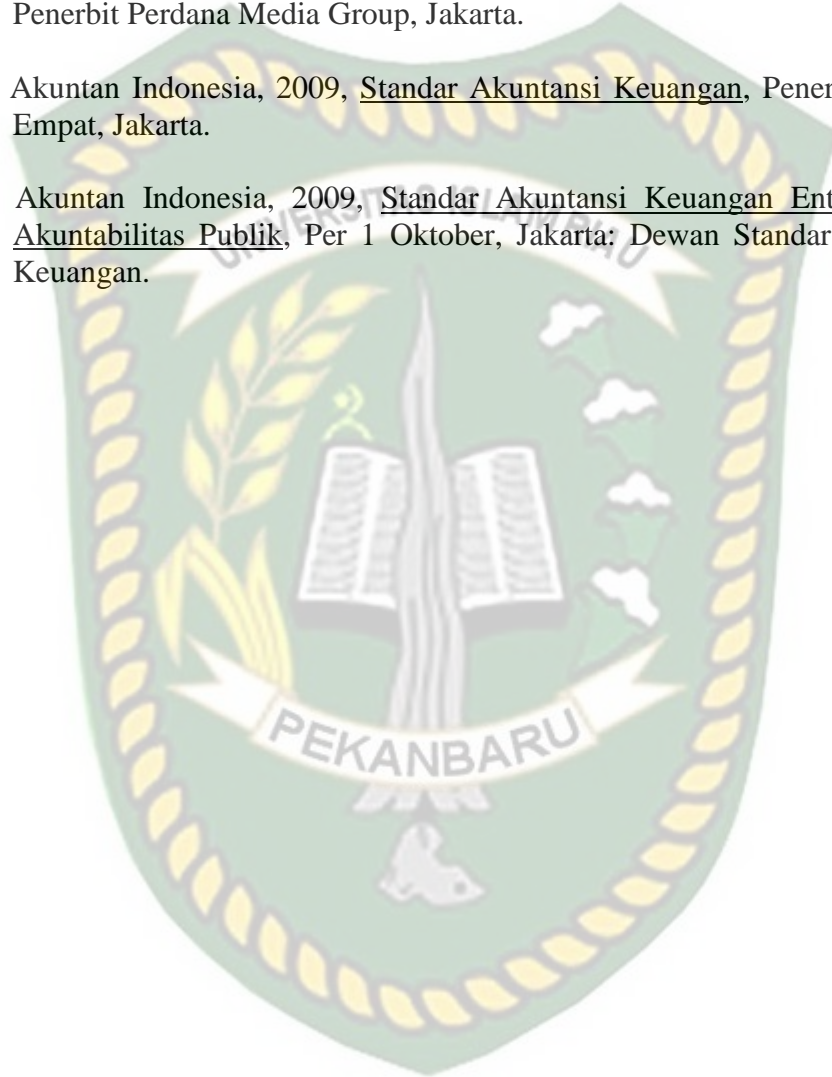 Penerbit Perdana Media Group, Jakarta.
Akuntan Indonesia, 2009, Standar Akuntansi Keuangan, Pener
Empat, Jakarta.
Akuntan Indonesia, 2009, Standar Akuntansi Keuangan Ent
Akuntabilitas Publik, Per 1 Oktober, Jakarta: Dewan Standar
Keuangan.
UNIVERSITAS ISLAM RIAU
PEKANBARU